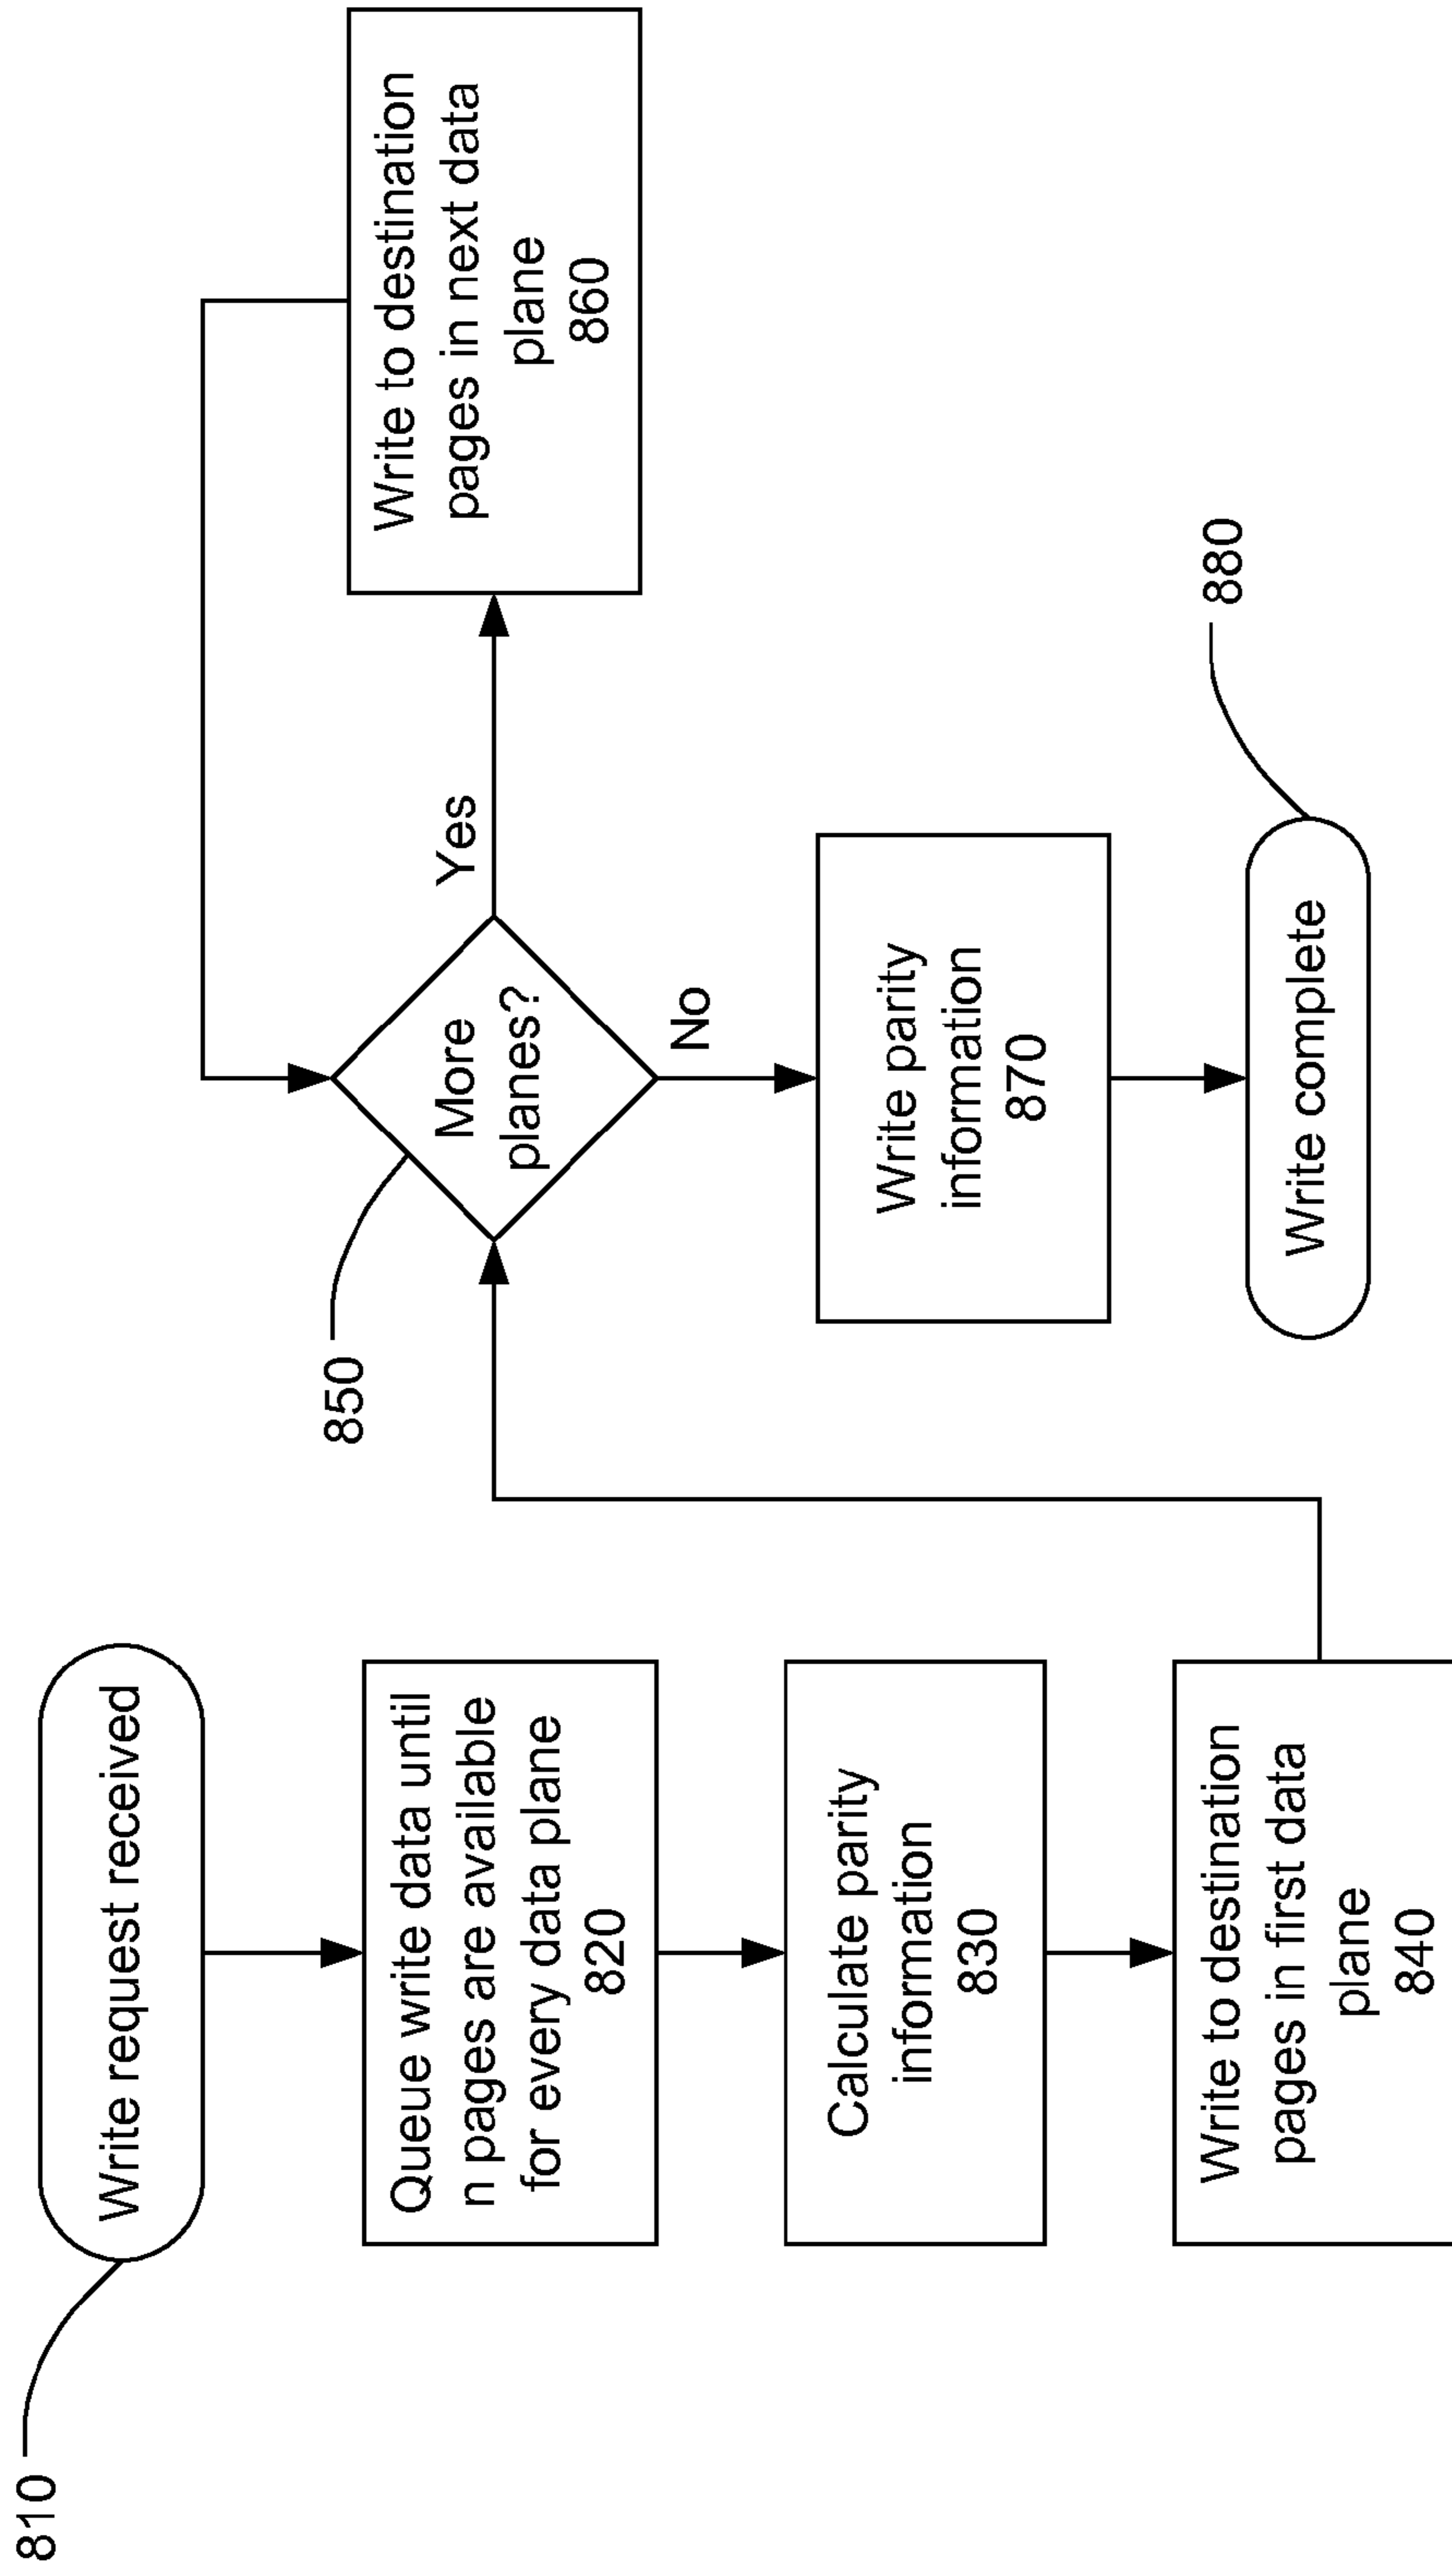 810
Write request received
Queue write data until
n pages are available
for every data plane
820
Calculate parity
information
830
Write to destination
pages in first data
plane
840
850
More
planes?
Yes
No
Write to destination
pages in next data
plane
860
Write parity
information
870
880
Write complete